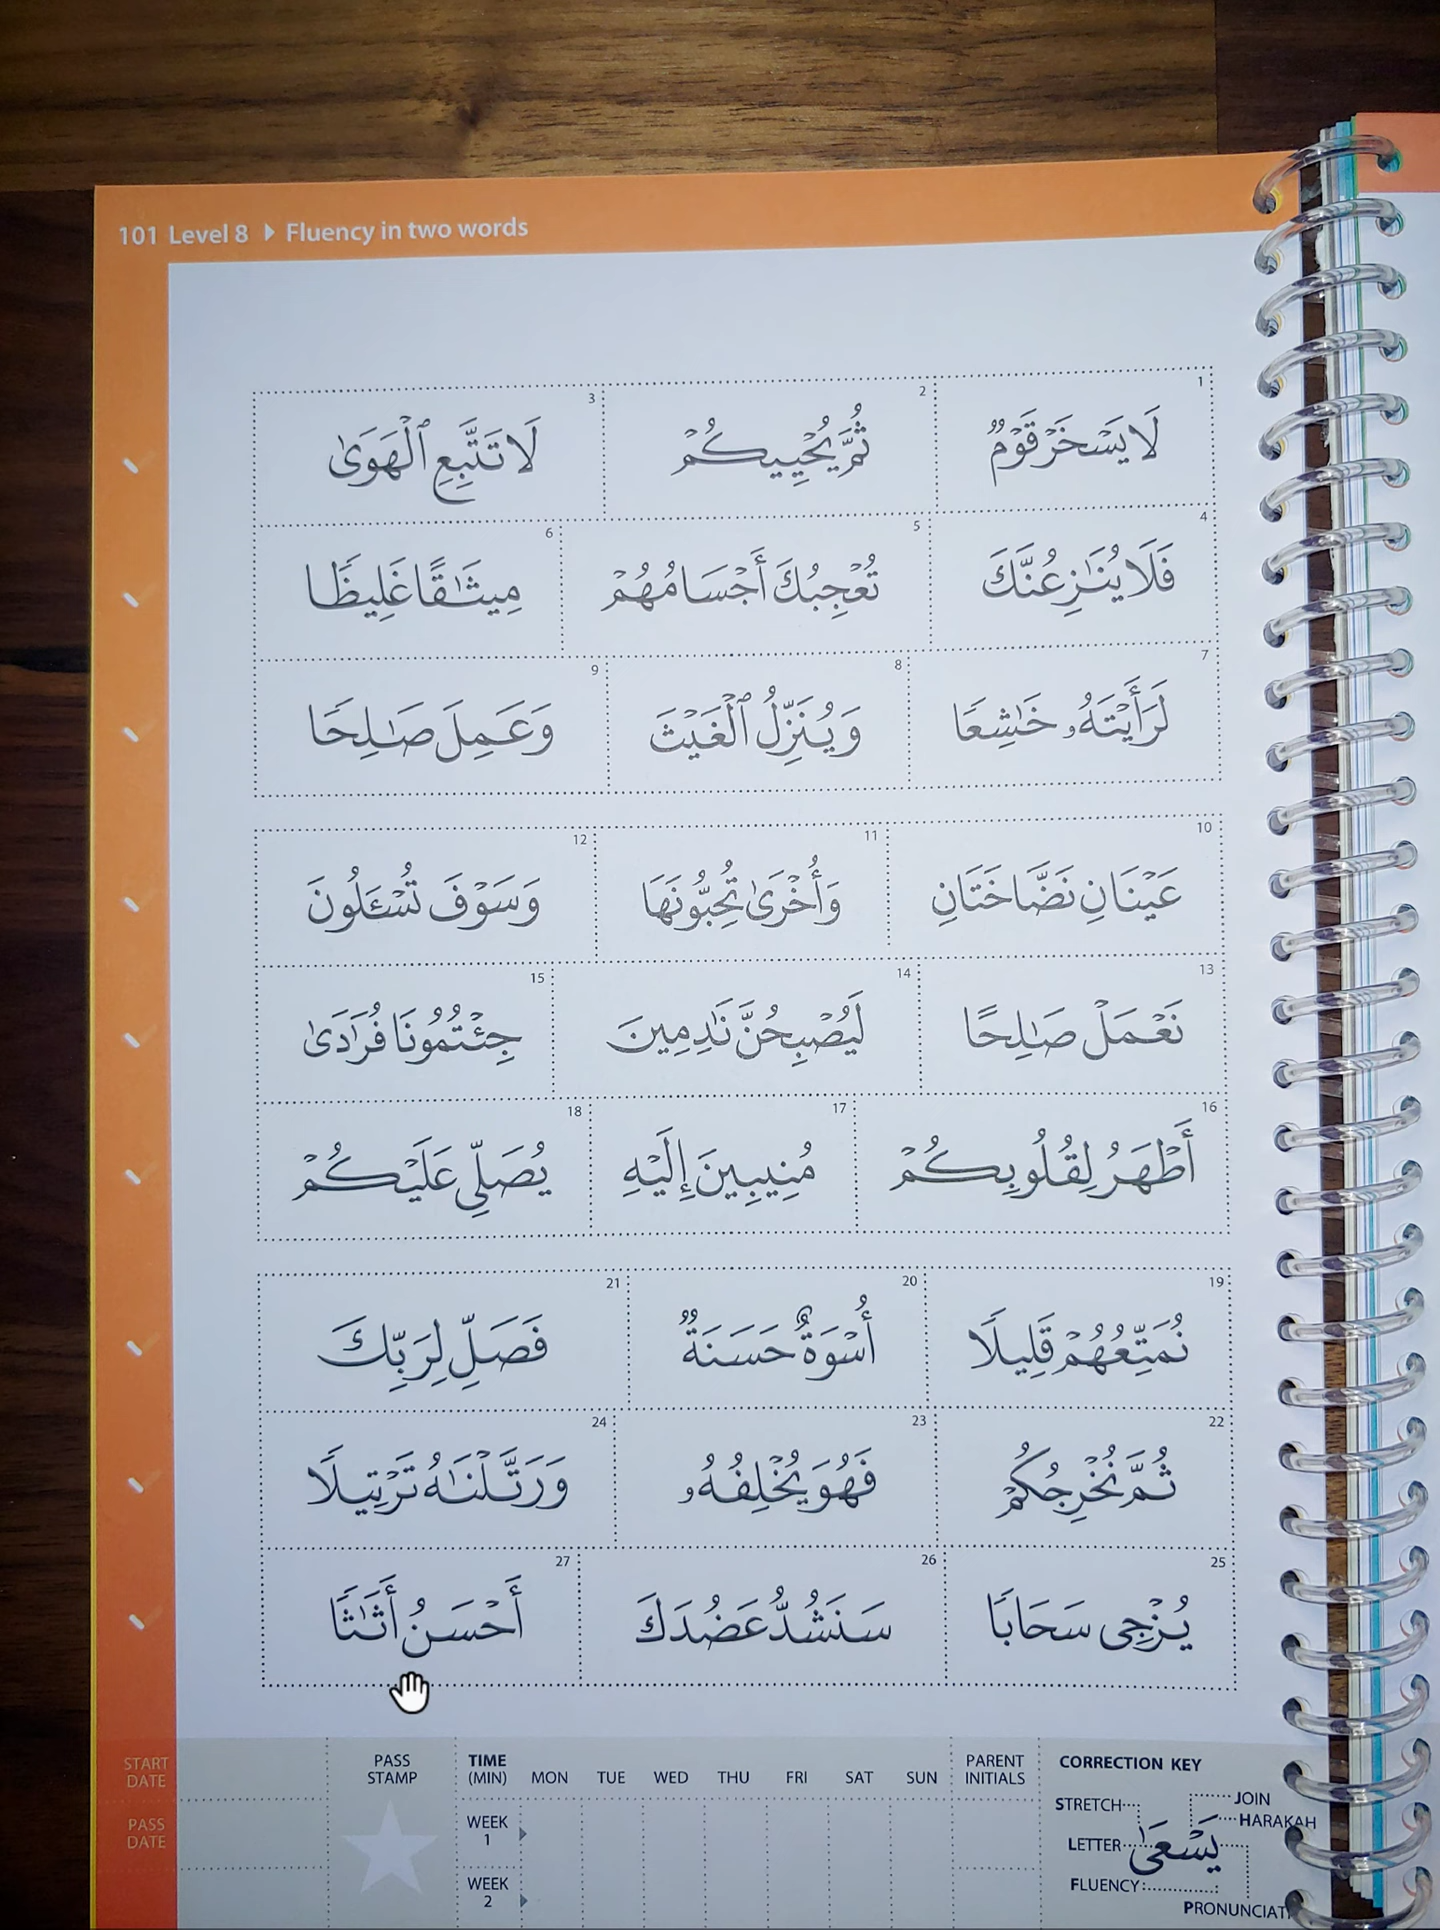 101 Level 8 ▶ Fluency in two words
1 لَا يَسْخَرْ قَوْمٌ
2 ثُمَّ يُحْيِيكُمْ
3 لَا تَتَّبِعِ ٱلْهَوَىٰ
4 فَلَا يُنَـٰزِعُنَّكَ
5 تُعْجِبُكَ أَجْسَامُهُمْ
6 مِيثَـٰقًا غَلِيظًا
7 لَرَأَيْتَهُۥ خَـٰشِعًا
8 وَيُنَزِّلُ ٱلْغَيْثَ
9 وَعَمِلَ صَـٰلِحًا
10 عَيْنَانِ نَضَّاخَتَانِ
11 وَأُخْرَىٰ تُحِبُّونَهَا
12 وَسَوْفَ تُسْـَٔلُونَ
13 نَعْمَلْ صَـٰلِحًا
14 لَيُصْبِحُنَّ نَـٰدِمِينَ
15 جِئْتُمُونَا فُرَٰدَىٰ
16 أَطْهَرُ لِقُلُوبِكُمْ
17 مُنِيبِينَ إِلَيْهِ
18 يُصَلِّى عَلَيْكُمْ
19 نُمَتِّعُهُمْ قَلِيلًا
20 أُسْوَةٌ حَسَنَةٌ
21 فَصَلِّ لِرَبِّكَ
22 ثُمَّ نُخْرِجُكُمْ
23 فَهُوَ يُخْلِفُهُۥ
24 وَرَتَّلْنَـٰهُ تَرْتِيلًا
25 يُزْجِى سَحَابًا
26 سَنَشُدُّ عَضُدَكَ
27 أَحْسَنُ أَثَـٰثًا
START DATE
PASS DATE
PASS STAMP
TIME (MIN) MON TUE WED THU FRI SAT SUN
WEEK 1
WEEK 2
PARENT INITIALS
CORRECTION KEY
STRETCH JOIN
HARAKAH
LETTER يَسْعَىٰ
FLUENCY